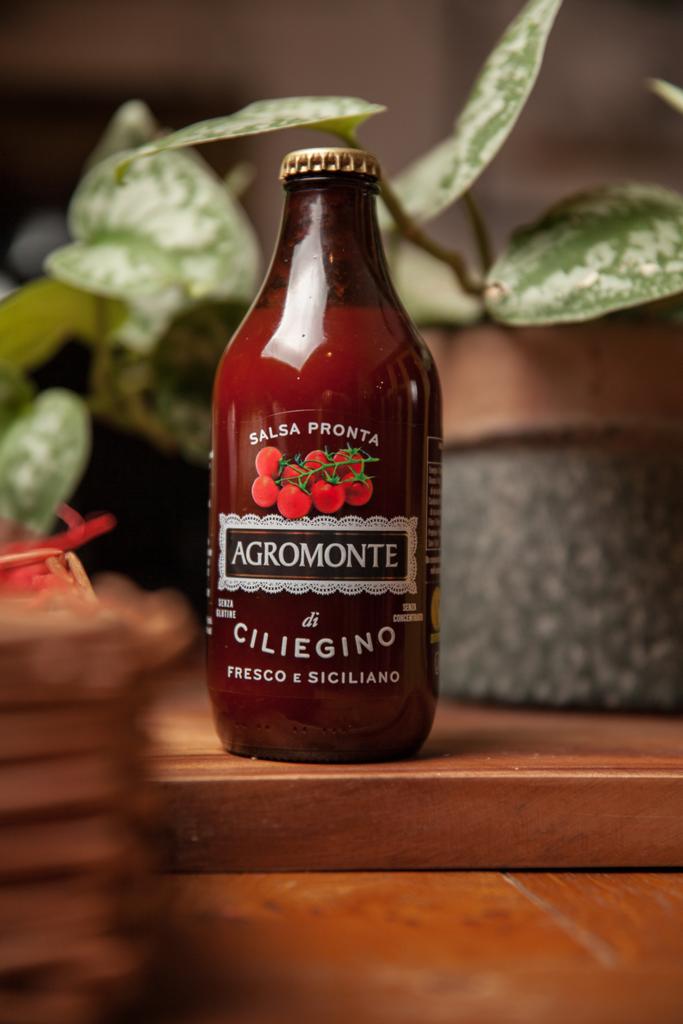 SALSA PRONTA
AGROMONTE
SENZA
GLUTINE
SENZA
CONCENTRATO
di
CILIEGINO
FRESCO E SICILIANO